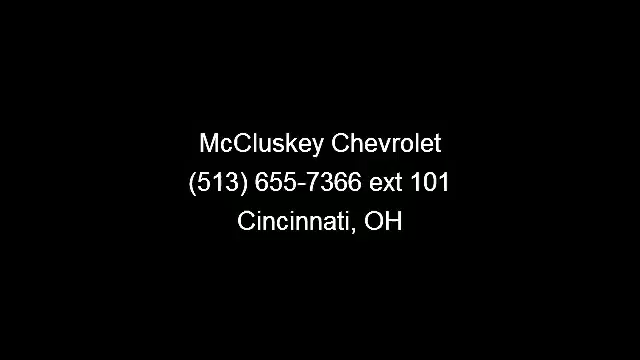 McCluskey Chevrolet
(513) 655-7366 ext 101
Cincinnati, OH